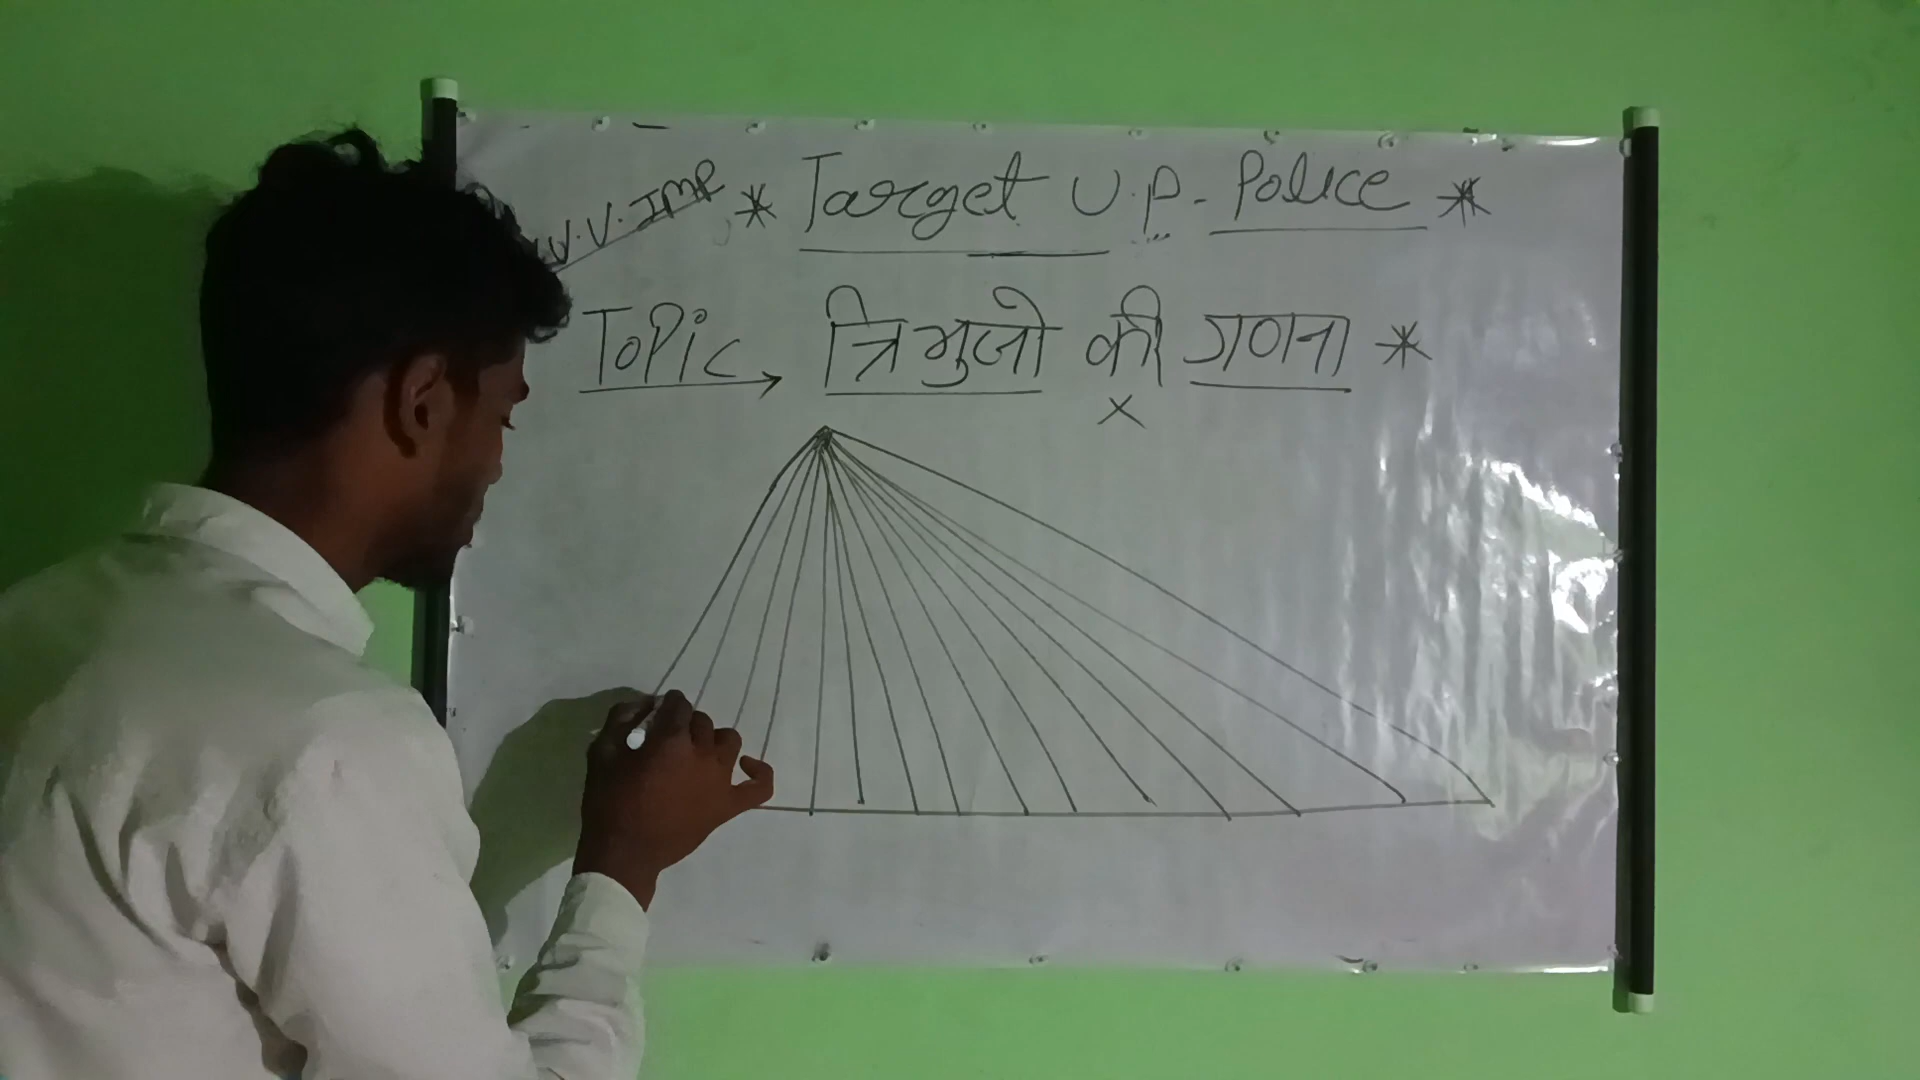 V.V. IMP * Target U.P. Police *
Topic → त्रिभुजो की गणना *
×